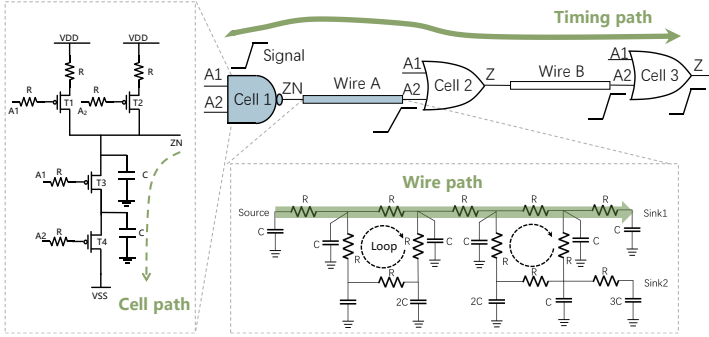 Timing path
Signal
A1
A2
Cell 1
ZN
Wire A
A1
A2
Cell 2
Z
Wire B
A1
A2
Cell 3
Z
VDD
VDD
R
R
R
R
A1
T1
A2
T2
ZN
A1
R
T3
C
A2
R
T4
C
VSS
Cell path
Wire path
Source
R
R
R
R
R
Sink1
C
C
R
Loop
R
C
C
R
R
C
C
R
R
R
Sink2
2C
2C
C
3C